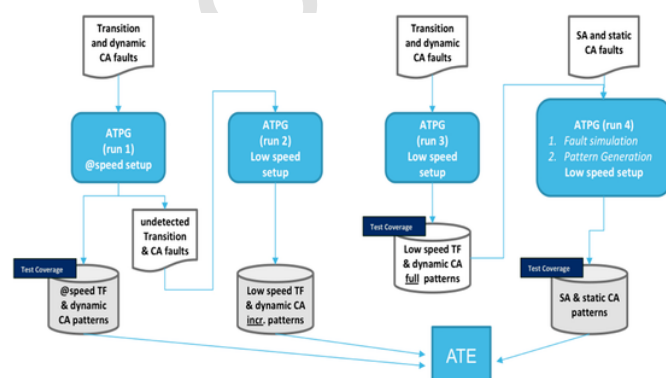 Transition
and dynamic
CA faults
ATPG
(run 1)
@speed setup
undetected
Transition
& CA faults
Test Coverage
@speed TF
& dynamic
CA patterns
ATPG
(run 2)
Low speed
setup
Low speed TF
& dynamic CA
incr. patterns
Transition
and dynamic
CA faults
ATPG
(run 3)
Low speed
setup
Test Coverage
Low speed TF
& dynamic CA
full patterns
SA and static
CA faults
ATPG (run 4)
1. Fault simulation
2. Pattern Generation
Low speed setup
Test Coverage
SA & static CA
patterns
ATE